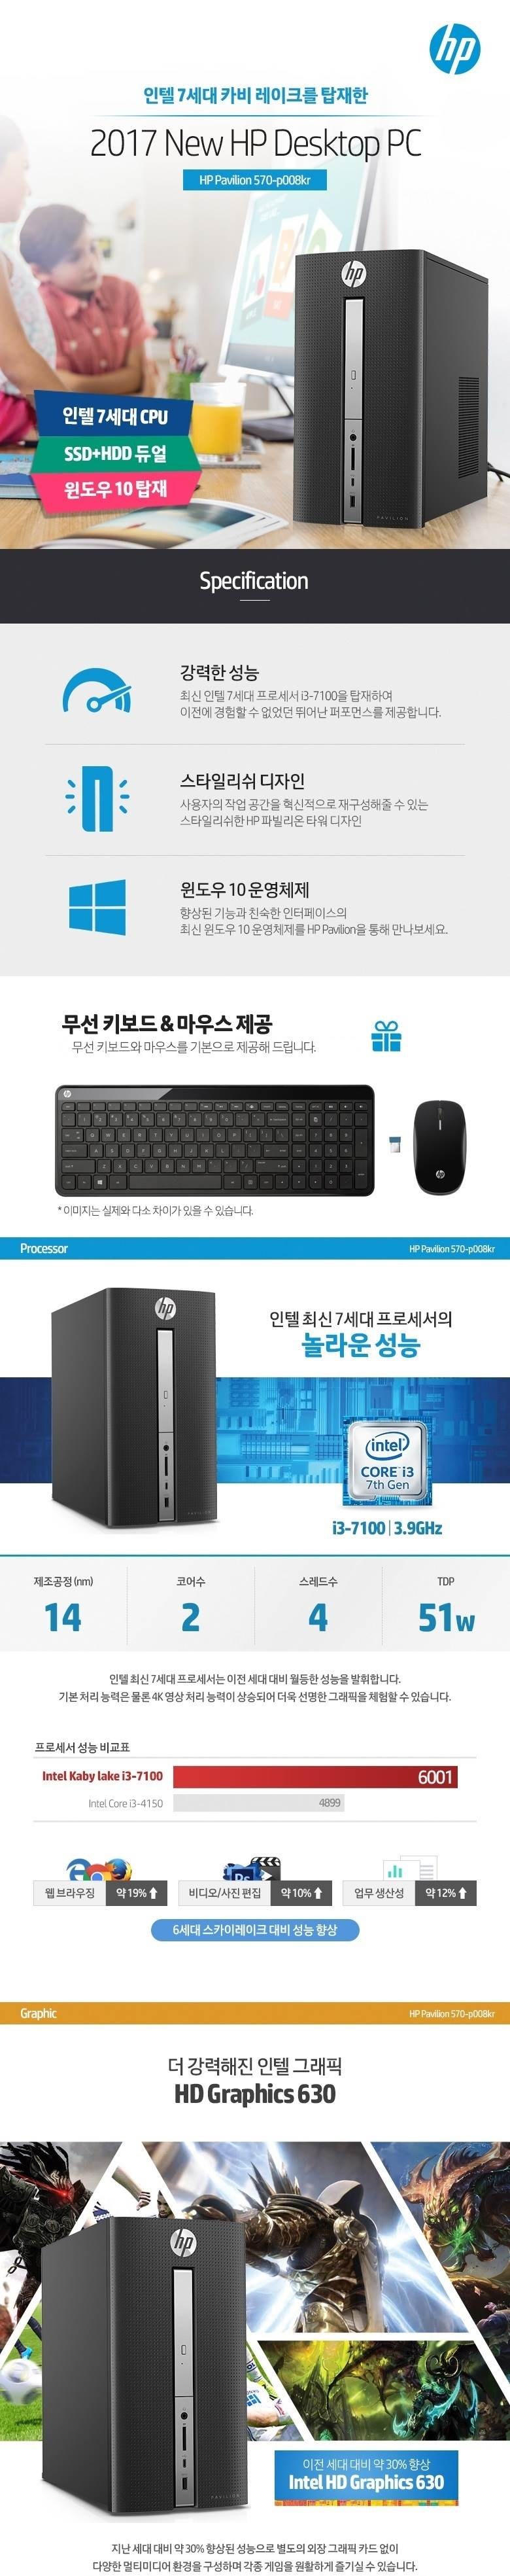 hp
인텔 7세대 카비 레이크를 탑재한
2017 New HP Desktop PC
HP Pavilion 570-p008kr
hp
인텔 7세대 CPU
SSD+HDD 듀얼
윈도우 10 탑재
PAVILION
Specification
강력한 성능
최신 인텔 7세대 프로세서 i3-7100을 탑재하여
이전에 경험할 수 없었던 뛰어난 퍼포먼스를 제공합니다.
스타일리쉬 디자인
사용자의 작업 공간을 혁신적으로 재구성해줄 수 있는
스타일리쉬한 HP 파빌리온 타워 디자인
윈도우 10 운영체제
향상된 기능과 친숙한 인터페이스의
최신 윈도우 10 운영체제를 HP Pavilion을 통해 만나보세요.
무선 키보드 & 마우스 제공
무선 키보드와 마우스를 기본으로 제공해 드립니다.
* 이미지는 실제와 다소 차이가 있을 수 있습니다.
Processor
HP Pavilion 570-p008kr
hp
인텔 최신 7세대 프로세서의
놀라운 성능
intel
CORE i3
7th Gen
i3-7100 | 3.9GHz
PAVILION
제조공정 (nm)
코어수
스레드수
TDP
14
2
4
51w
인텔 최신 7세대 프로세서는 이전 세대 대비 월등한 성능을 발휘합니다.
기본 처리 능력은 물론 4K 영상 처리 능력이 상승되어 더욱 선명한 그래픽을 체험할 수 있습니다.
프로세서 성능 비교표
Intel Kaby lake i3-7100
6001
Intel Core i3-4150
4899
웹 브라우징
약 19%
비디오/사진 편집
약 10%
업무 생산성
약 12%
6세대 스카이레이크 대비 성능 향상
Graphic
HP Pavilion 570-p008kr
더 강력해진 인텔 그래픽
HD Graphics 630
hp
PAVILION
이전 세대 대비 약 30% 향상
Intel HD Graphics 630
지난 세대 대비 약 30% 향상된 성능으로 별도의 외장 그래픽 카드 없이
다양한 멀티미디어 환경을 구성하며 각종 게임을 원활하게 즐기실 수 있습니다.